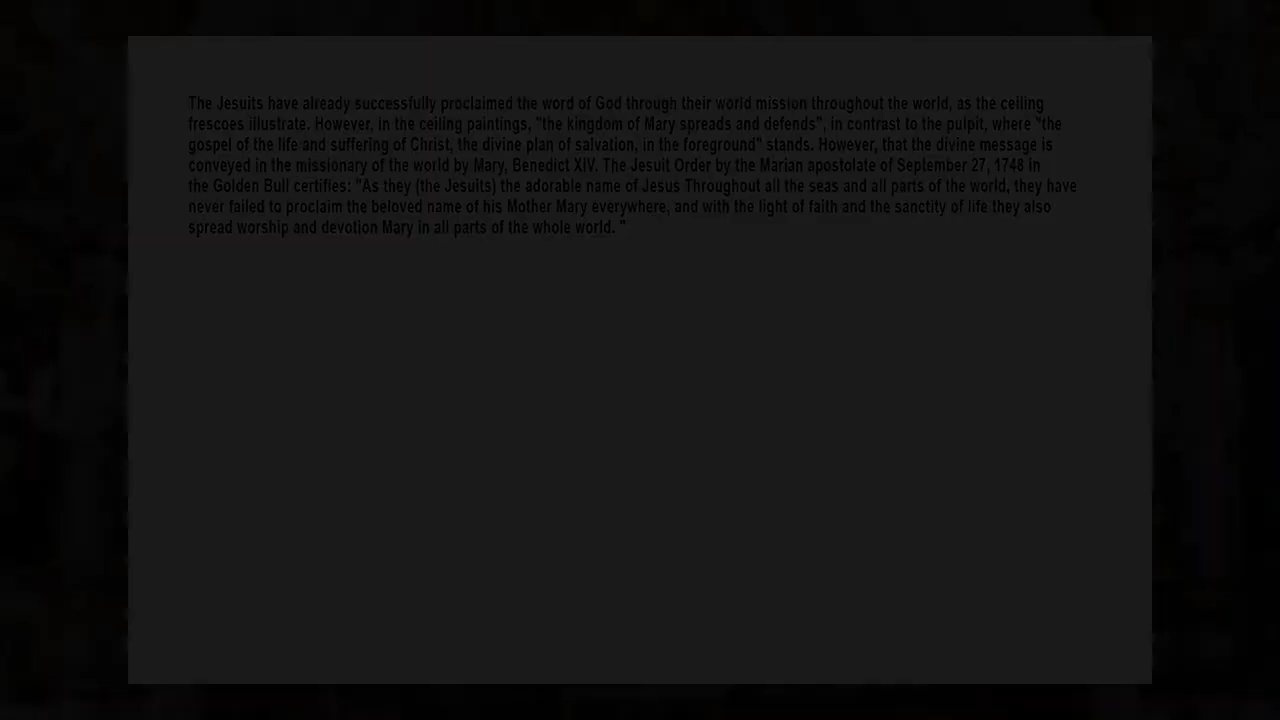 The Jesuits have already successfully proclaimed the word of God through their world mission throughout the world, as the ceiling
frescoes illustrate. However, in the ceiling paintings, "the kingdom of Mary spreads and defends", in contrast to the pulpit, where "the
gospel of the life and suffering of Christ, the divine plan of salvation, in the foreground" stands. However, that the divine message is
conveyed in the missionary of the world by Mary, Benedict XIV. The Jesuit Order by the Marian apostolate of September 27, 1748 in
the Golden Bull certifies: "As they (the Jesuits) the adorable name of Jesus Throughout all the seas and all parts of the world, they have
never failed to proclaim the beloved name of his Mother Mary everywhere, and with the light of faith and the sanctity of life they also
spread worship and devotion Mary in all parts of the whole world. "